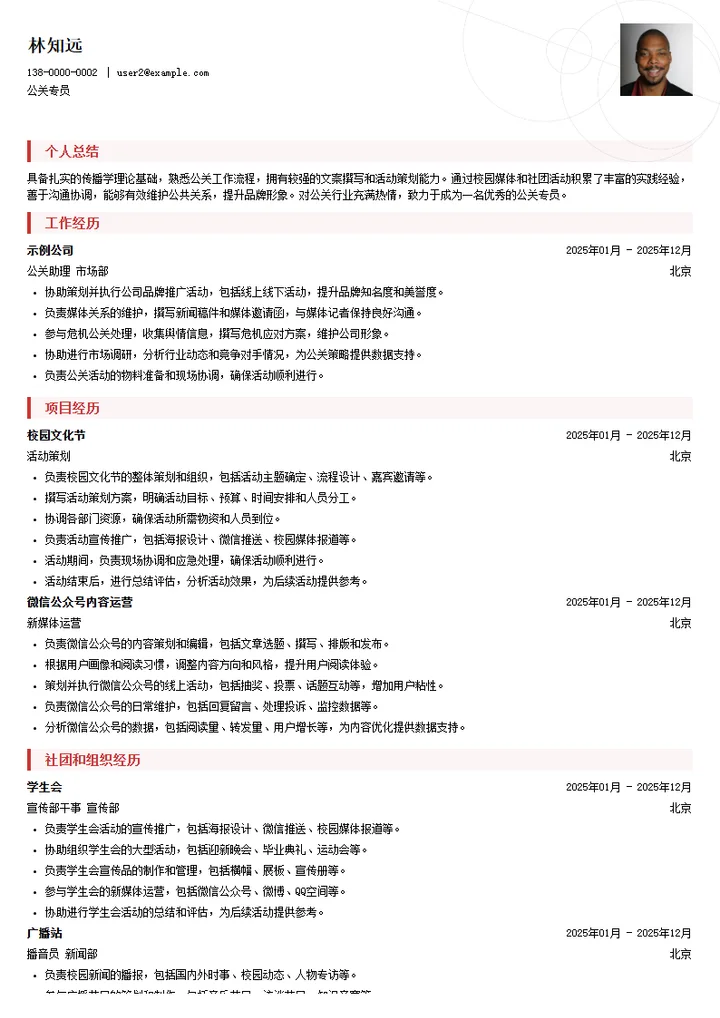 林知远
138-0000-0002 | user2@example.com
公关专员
个人总结
具备扎实的传播学理论基础，熟悉公关工作流程，拥有较强的文案撰写和活动策划能力。通过校园媒体和社团活动积累了丰富的实践经验，
善于沟通协调，能够有效维护公共关系，提升品牌形象。对公关行业充满热情，致力于成为一名优秀的公关专员。
工作经历
示例公司 2025年01月 - 2025年12月
公关助理 市场部 北京
• 协助策划并执行公司品牌推广活动，包括线上线下活动，提升品牌知名度和美誉度。
• 负责媒体关系的维护，撰写新闻稿件和媒体邀请函，与媒体记者保持良好沟通。
• 参与危机公关处理，收集舆情信息，撰写危机应对方案，维护公司形象。
• 协助进行市场调研，分析行业动态和竞争对手情况，为公关策略提供数据支持。
• 负责公关活动的物料准备和现场协调，确保活动顺利进行。
项目经历
校园文化节 2025年01月 - 2025年12月
活动策划 北京
• 负责校园文化节的整体策划和组织，包括活动主题确定、流程设计、嘉宾邀请等。
• 撰写活动策划方案，明确活动目标、预算、时间安排和人员分工。
• 协调各部门资源，确保活动所需物资和人员到位。
• 负责活动宣传推广，包括海报设计、微信推送、校园媒体报道等。
• 活动期间，负责现场协调和应急处理，确保活动顺利进行。
• 活动结束后，进行总结评估，分析活动效果，为后续活动提供参考。
微信公众号内容运营 2025年01月 - 2025年12月
新媒体运营 北京
• 负责微信公众号的内容策划和编辑，包括文章选题、撰写、排版和发布。
• 根据用户画像和阅读习惯，调整内容方向和风格，提升用户阅读体验。
• 策划并执行微信公众号的线上活动，包括抽奖、投票、话题互动等，增加用户粘性。
• 负责微信公众号的日常维护，包括回复留言、处理投诉、监控数据等。
• 分析微信公众号的数据，包括阅读量、转发量、用户增长等，为内容优化提供数据支持。
社团和组织经历
学生会 2025年01月 - 2025年12月
宣传部干事 宣传部 北京
• 负责学生会活动的宣传推广，包括海报设计、微信推送、校园媒体报道等。
• 协助组织学生会的大型活动，包括迎新晚会、毕业典礼、运动会等。
• 负责学生会宣传品的制作和管理，包括横幅、展板、宣传册等。
• 参与学生会的新媒体运营，包括微信公众号、微博、QQ空间等。
• 协助进行学生会活动的总结和评估，为后续活动提供参考。
广播站 2025年01月 - 2025年12月
播音员 新闻部 北京
• 负责校园新闻的播报，包括国内外时事、校园动态、人物专访等。